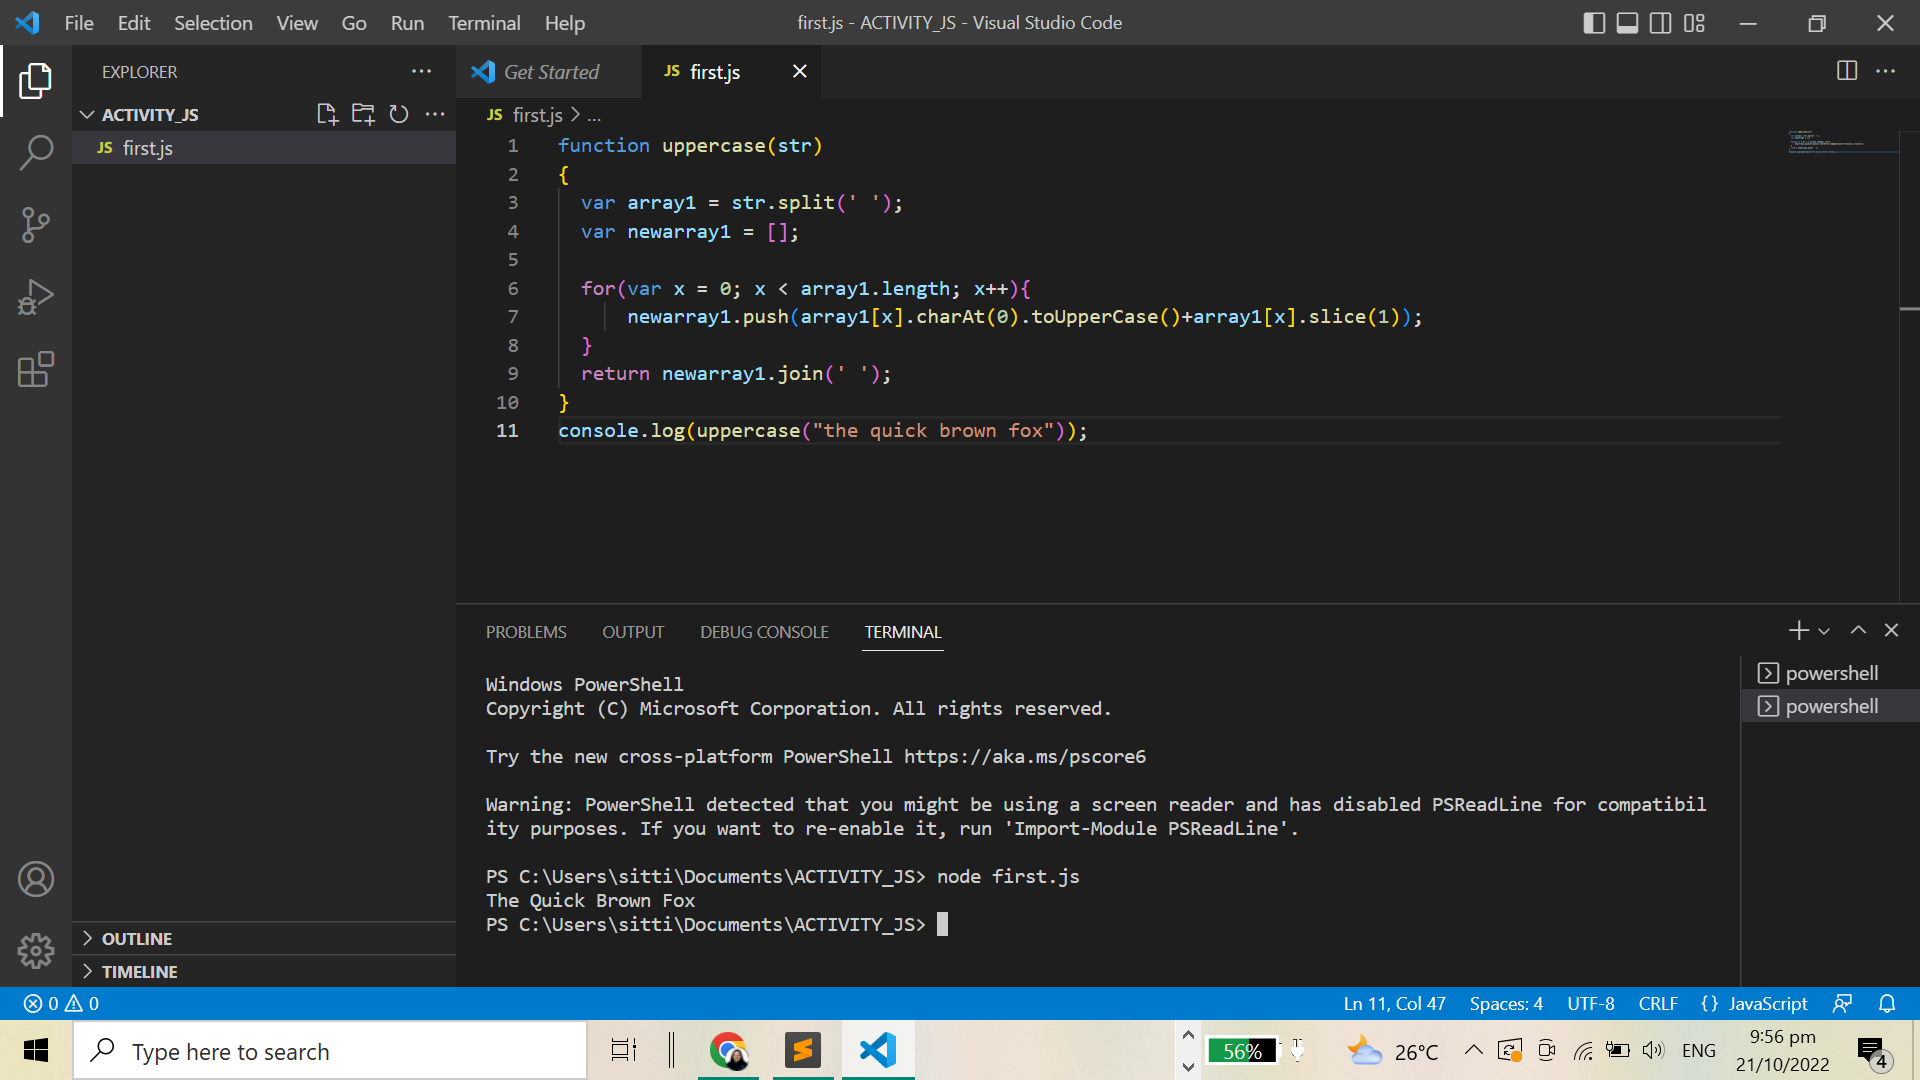 File Edit Selection View Go Run Terminal Help first.js - ACTIVITY_JS - Visual Studio Code
EXPLORER
ACTIVITY_JS
JS first.js
Get Started JS first.js
JS first.js > ...
1 function uppercase(str)
2 {
3 var array1 = str.split(' ');
4 var newarray1 = [];
5
6 for(var x = 0; x < array1.length; x++){
7 newarray1.push(array1[x].charAt(0).toUpperCase()+array1[x].slice(1));
8 }
9 return newarray1.join(' ');
10 }
11 console.log(uppercase("the quick brown fox"));
PROBLEMS OUTPUT DEBUG CONSOLE TERMINAL
Windows PowerShell
Copyright (C) Microsoft Corporation. All rights reserved.
Try the new cross-platform PowerShell https://aka.ms/pscore6
Warning: PowerShell detected that you might be using a screen reader and has disabled PSReadLine for compatibil
ity purposes. If you want to re-enable it, run 'Import-Module PSReadLine'.
PS C:\Users\sitti\Documents\ACTIVITY_JS> node first.js
The Quick Brown Fox
PS C:\Users\sitti\Documents\ACTIVITY_JS>
powershell
powershell
OUTLINE
TIMELINE
0 0 Ln 11, Col 47 Spaces: 4 UTF-8 CRLF {} JavaScript
Type here to search 56% 26°C ENG 9:56 pm
21/10/2022 4